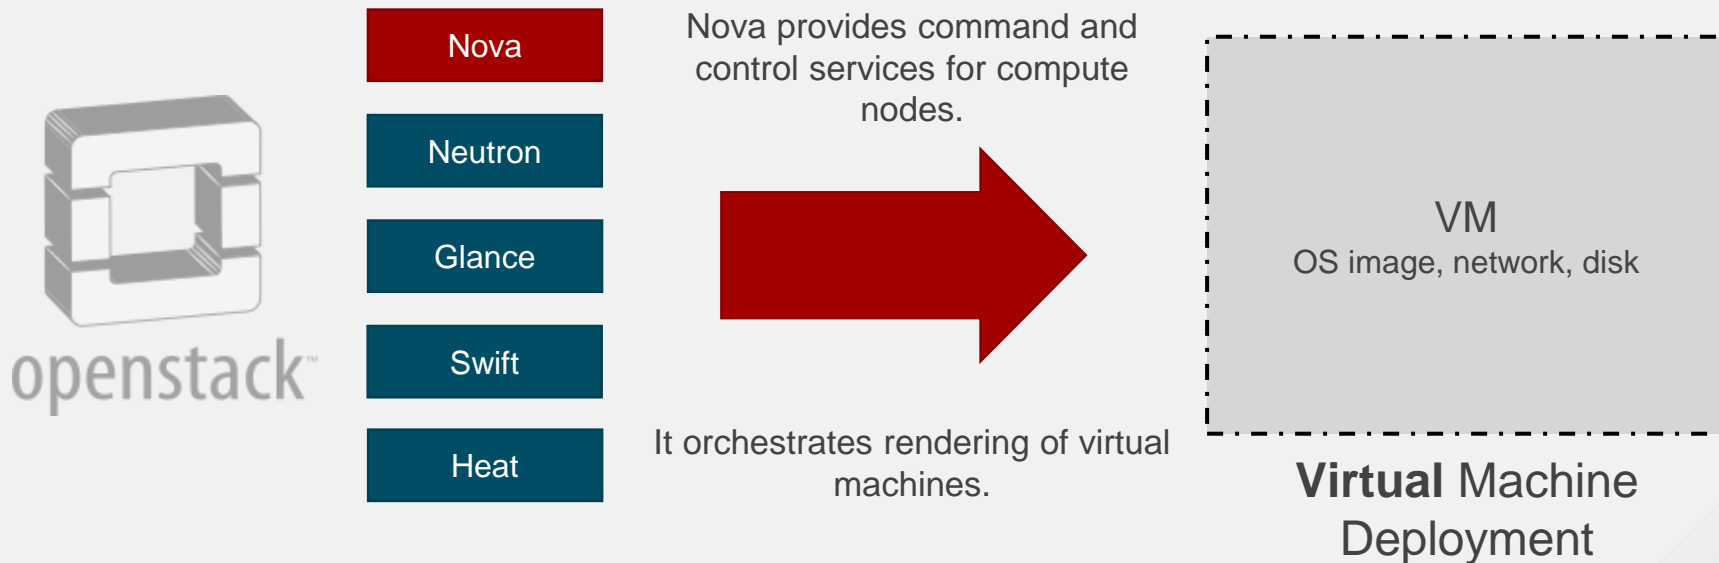 openstack™
Nova
Neutron
Glance
Swift
Heat
Nova provides command and
control services for compute
nodes.
It orchestrates rendering of virtual
machines.
VM
OS image, network, disk
Virtual Machine
Deployment